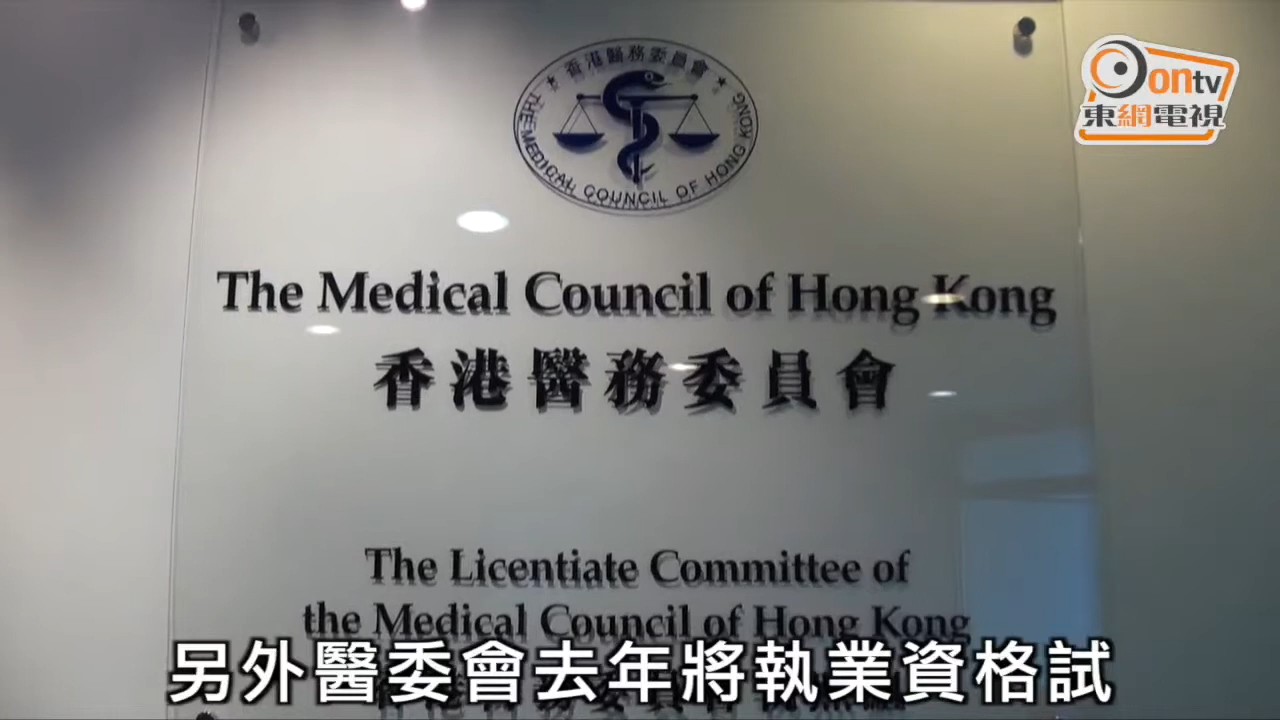 香港醫務委員會
THE MEDICAL COUNCIL OF HONG KONG
ontv
東網電視
The Medical Council of Hong Kong
香港醫務委員會
The Licentiate Committee of
the Medical Council of Hong Kong
另外醫委會去年將執業資格試